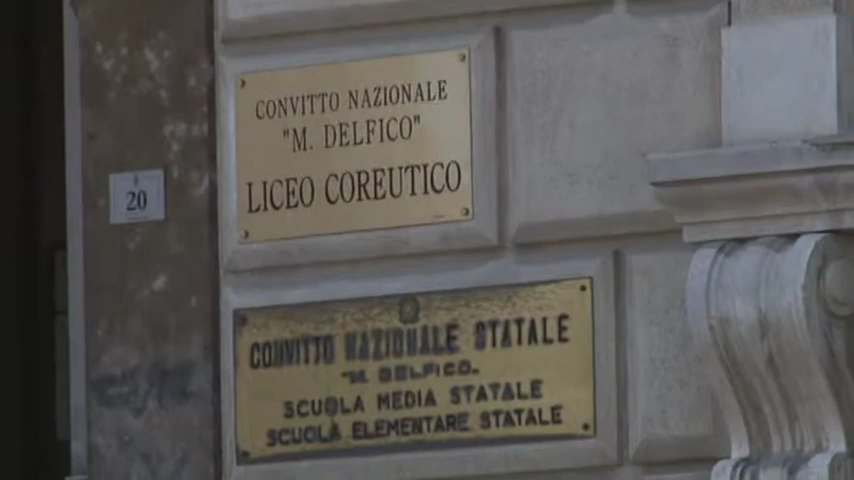 CONVITTO NAZIONALE
"M. DELFICO"
LICEO COREUTICO
20
CONVITTO NAZIONALE STATALE
"M. DELFICO"
SCUOLA MEDIA STATALE
SCUOLA ELEMENTARE STATALE